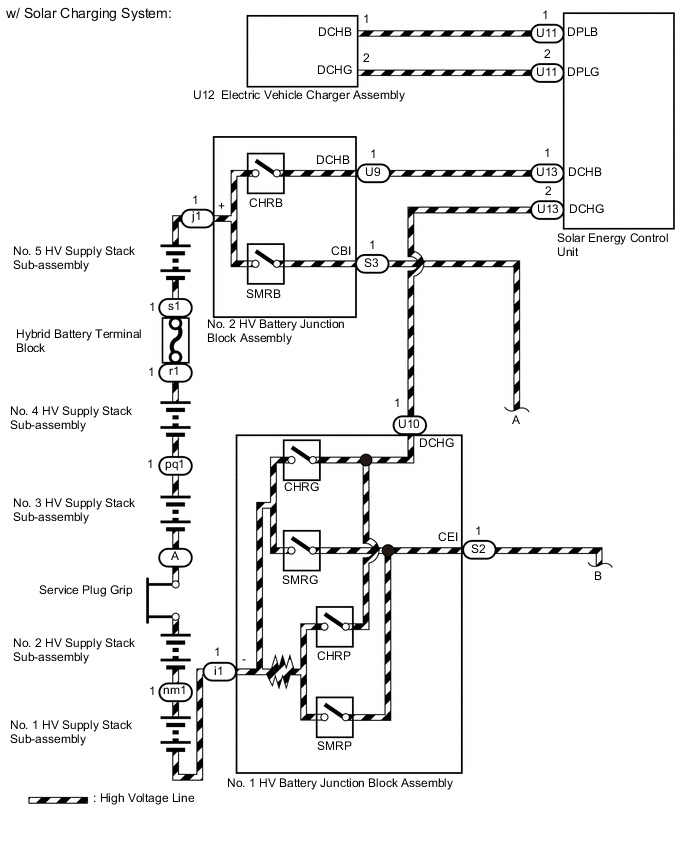 w/ Solar Charging System:
DCHB
1
1
U11
DPLB
DCHG
2
2
U11
DPLG
U12 Electric Vehicle Charger Assembly
DCHB
1
U9
1
U13
DCHB
CHRB
2
U13
DCHG
1
j1
+
Solar Energy Control
Unit
CBI
1
S3
SMRB
No. 5 HV Supply Stack
Sub-assembly
1
s1
No. 2 HV Battery Junction
Block Assembly
Hybrid Battery Terminal
Block
1
r1
No. 4 HV Supply Stack
Sub-assembly
1
U10
DCHG
A
1
pq1
CHRG
No. 3 HV Supply Stack
Sub-assembly
CEI
1
S2
SMRG
A
B
Service Plug Grip
No. 2 HV Supply Stack
Sub-assembly
CHRP
1
i1
-
1
nm1
No. 1 HV Supply Stack
Sub-assembly
SMRP
No. 1 HV Battery Junction Block Assembly
: High Voltage Line